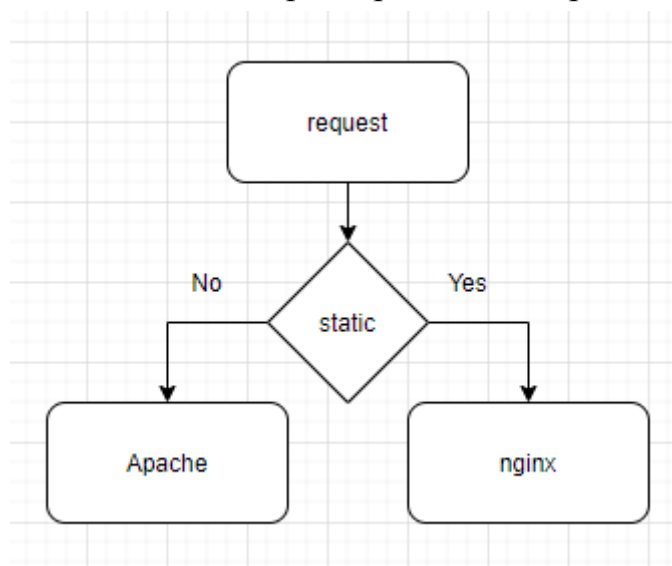 request
No
Yes
static
Apache
nginx